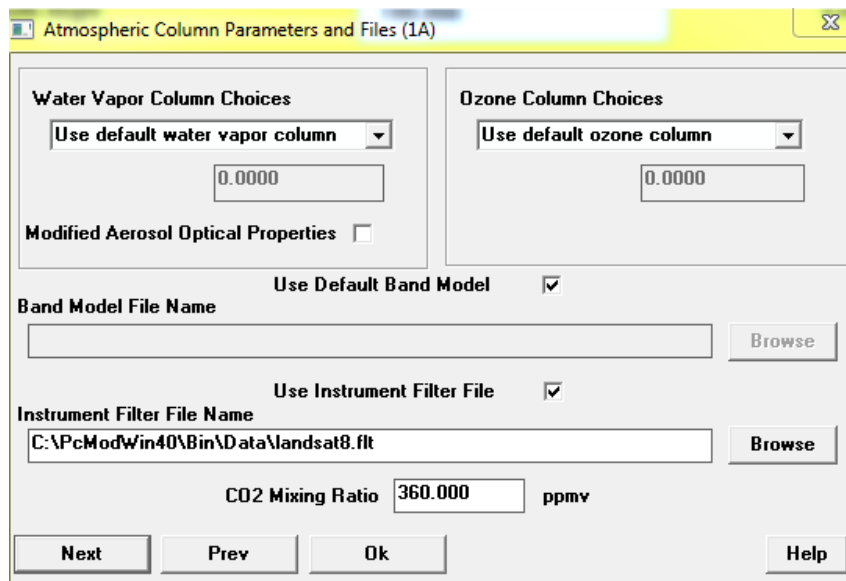 Atmospheric Column Parameters and Files (1A)
Water Vapor Column Choices
Use default water vapor column
0.0000
Modified Aerosol Optical Properties
Ozone Column Choices
Use default ozone column
0.0000
Use Default Band Model
Band Model File Name
Browse
Use Instrument Filter File
Instrument Filter File Name
C:\PcModWin40\Bin\Data\landsat8.flt
Browse
CO2 Mixing Ratio 360.000 ppmv
Next Prev Ok Help